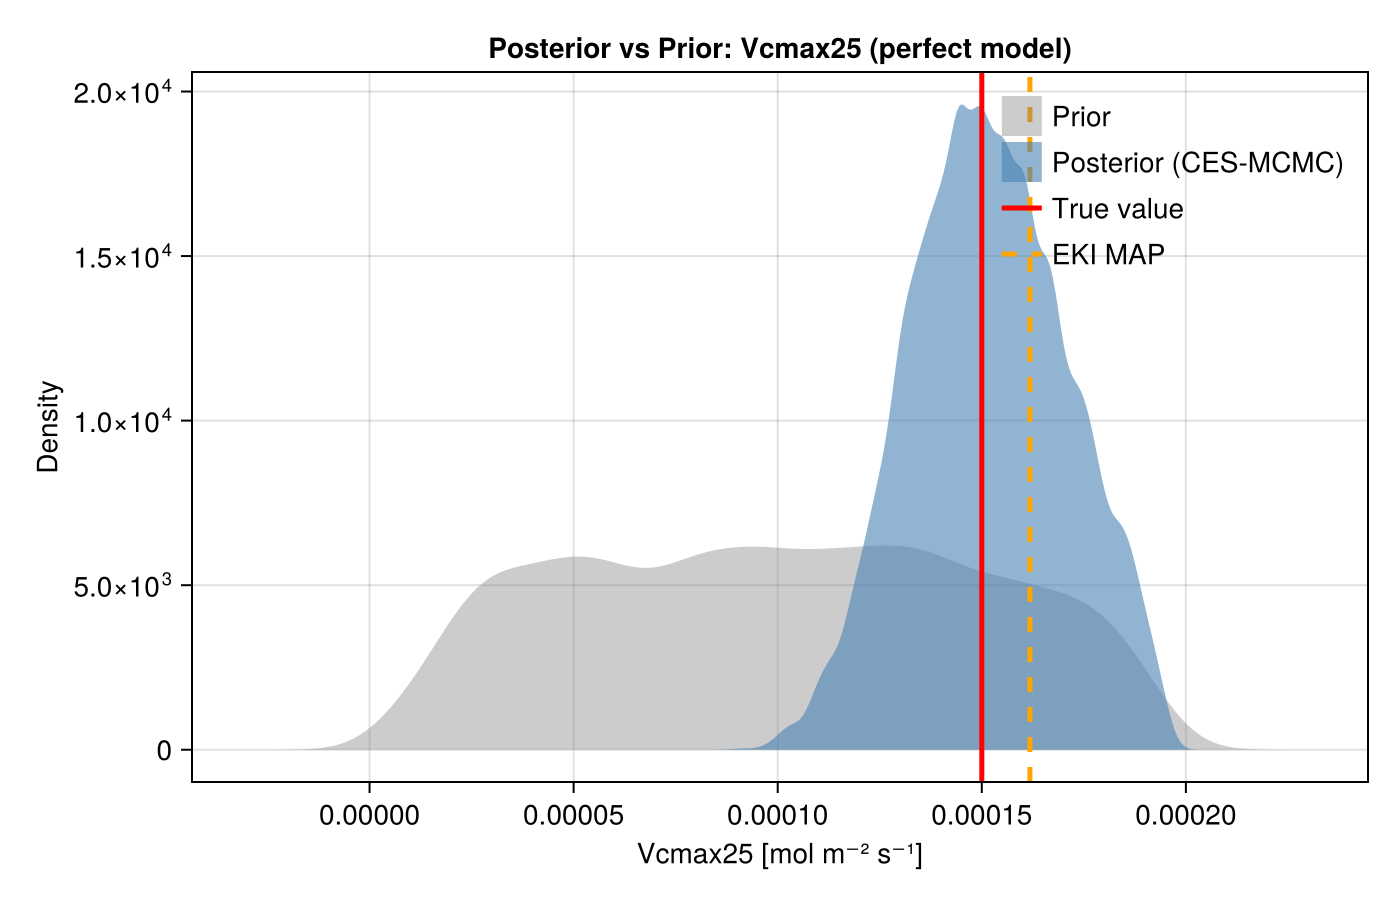 Posterior vs Prior: Vcmax25 (perfect model)
2.0×10⁴
1.5×10⁴
1.0×10⁴
5.0×10³
0
Density
Prior
Posterior (CES-MCMC)
True value
EKI MAP
0.00000
0.00005
0.00010
0.00015
0.00020
Vcmax25 [mol m⁻² s⁻¹]